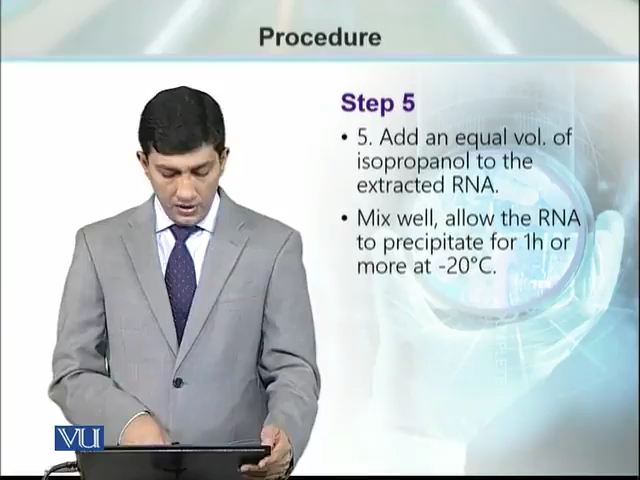 Procedure
Step 5
• 5. Add an equal vol. of
isopropanol to the
extracted RNA.
• Mix well, allow the RNA
to precipitate for 1h or
more at -20°C.
VU